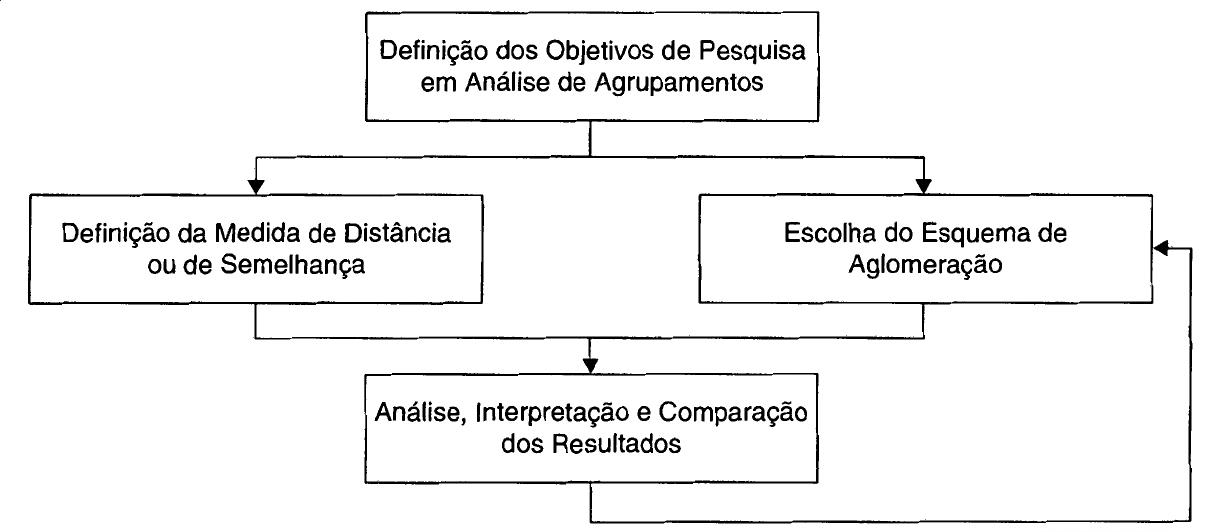 Definição dos Objetivos de Pesquisa
em Análise de Agrupamentos
Definição da Medida de Distância
ou de Semelhança
Escolha do Esquema de
Aglomeração
Análise, Interpretação e Comparação
dos Resultados